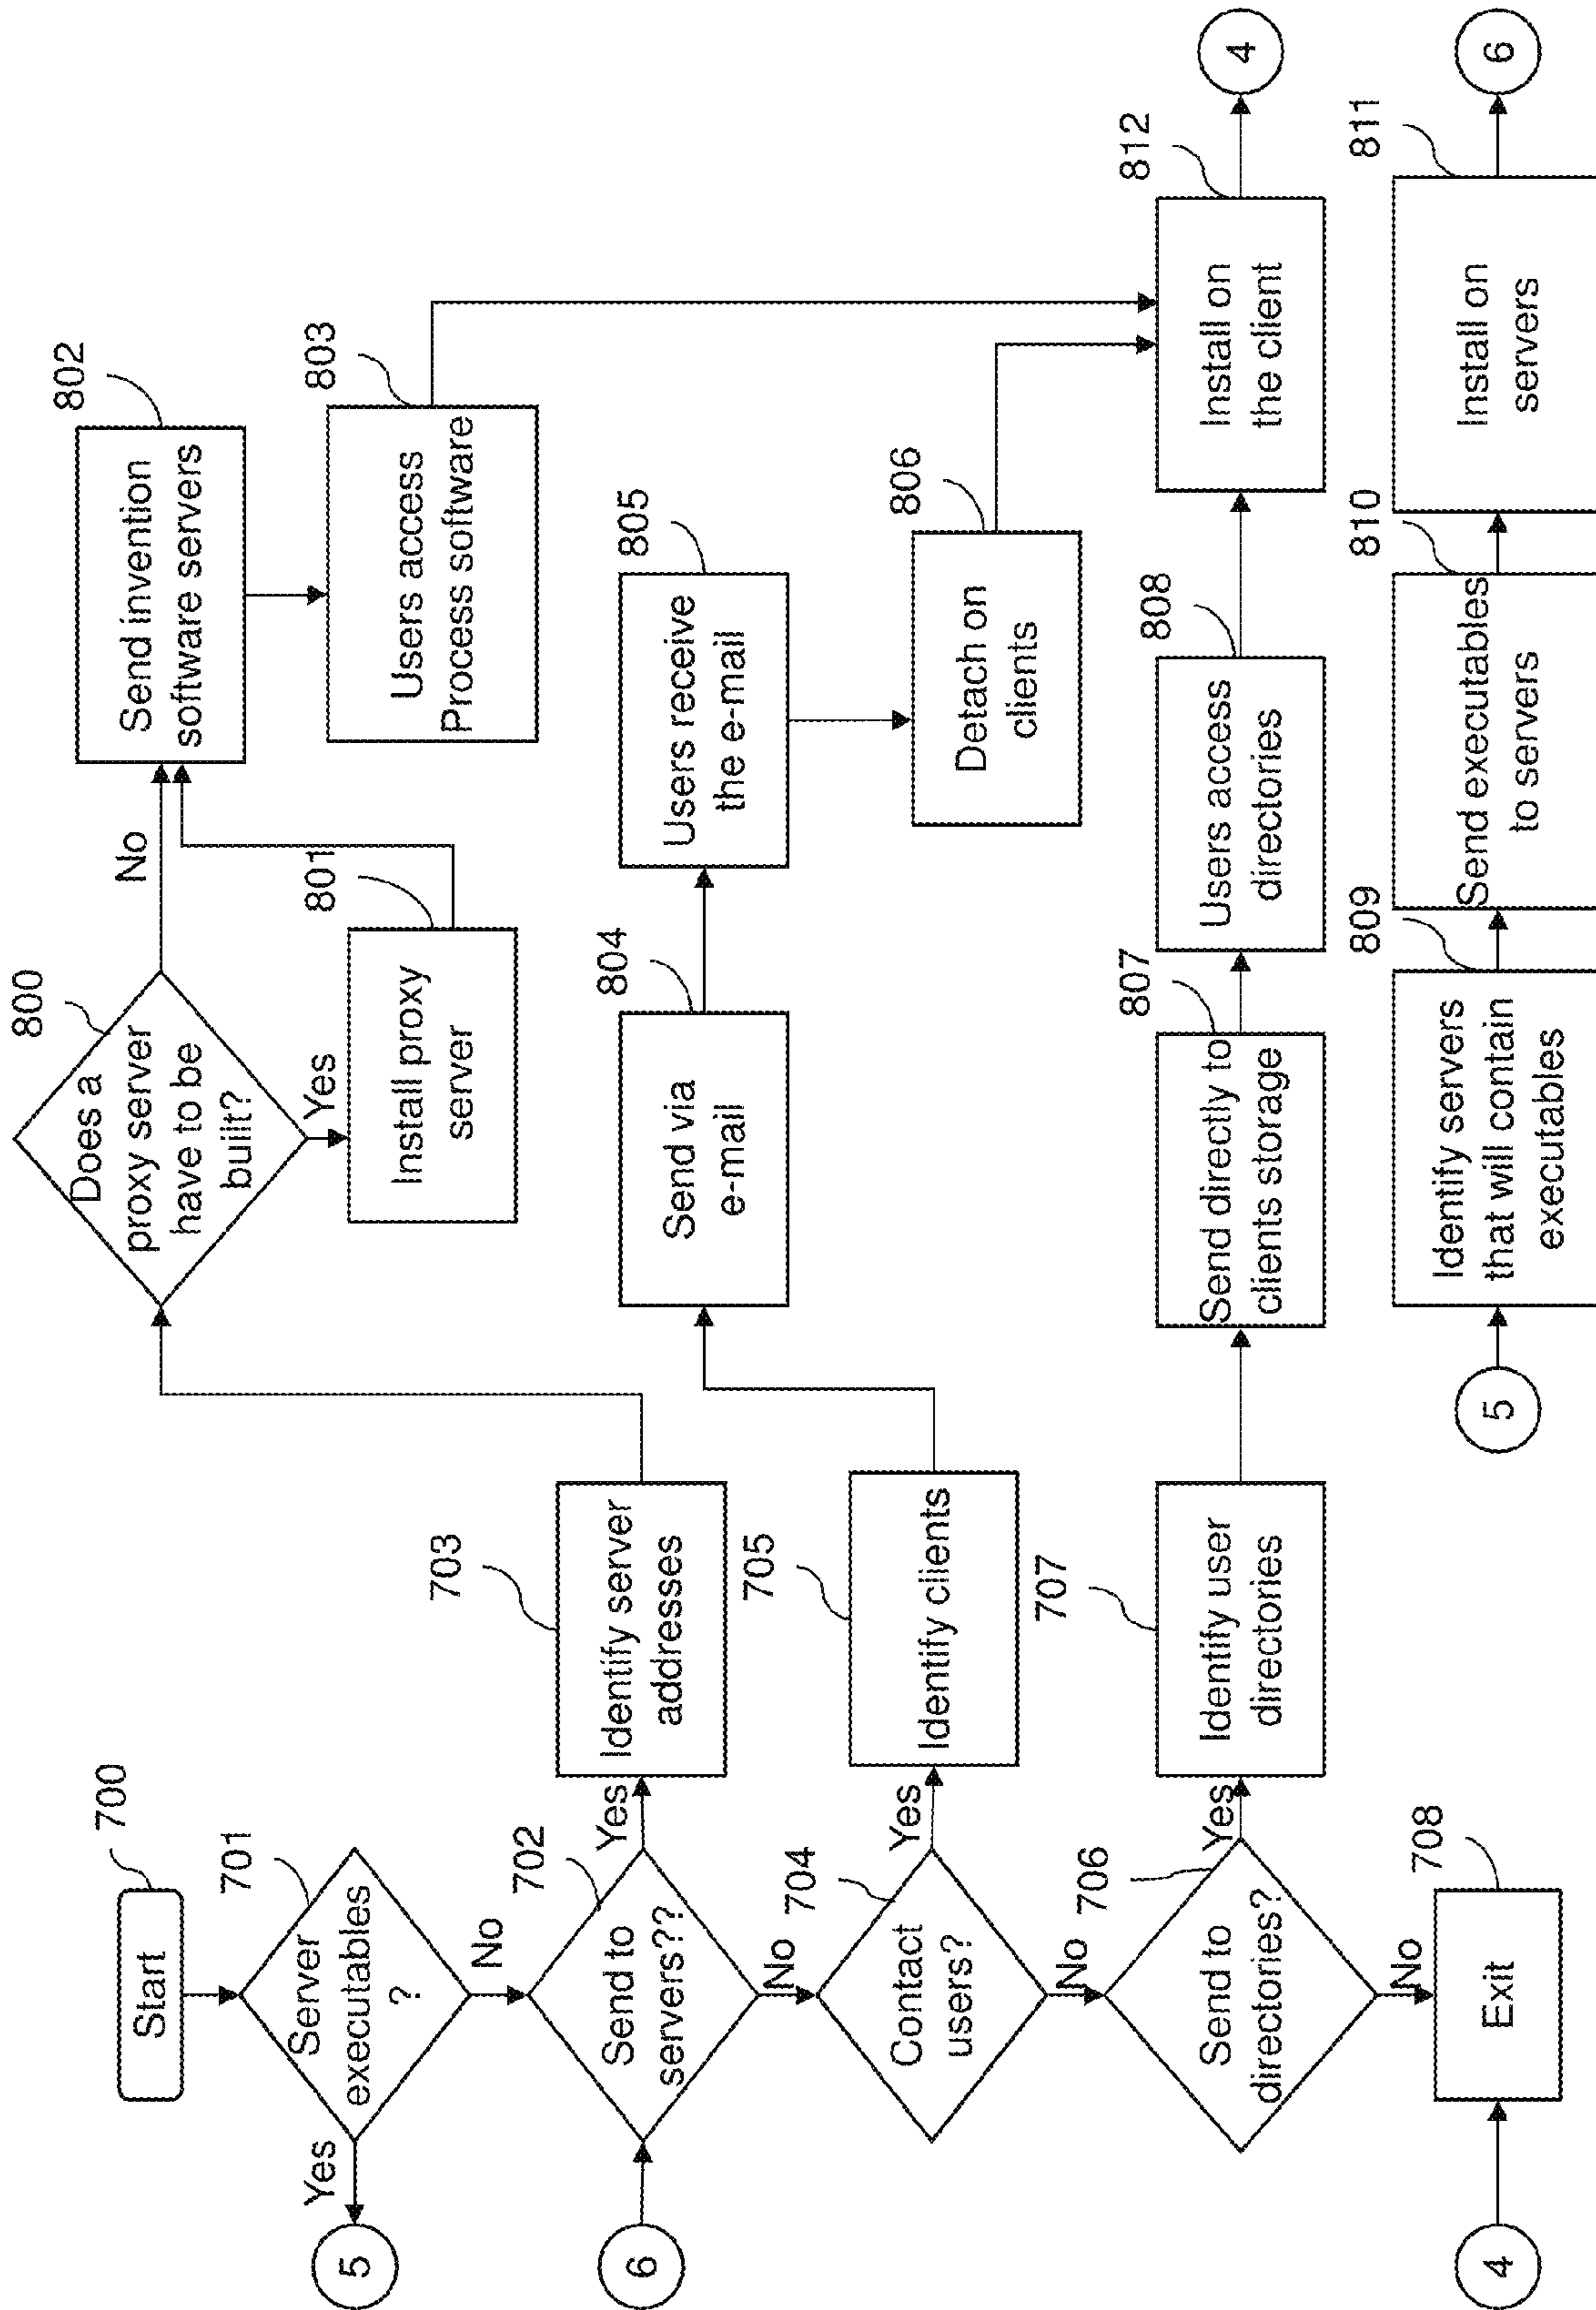 700
Start
701
Server
executables
?
Yes
No
5
702
Send to
servers??
Yes
No
6
703
Identify server
addresses
704
Contact
users?
Yes
No
705
Identify clients
706
Send to
directories?
Yes
No
707
Identify user
directories
708
Exit
4
800
Does a
proxy server
have to be
built?
No
Yes
801
Install proxy
server
802
Send invention
software servers
803
Users access
Process software
804
Send via
e-mail
805
Users receive
the e-mail
806
Detach on
clients
807
Send directly to
clients storage
808
Users access
directories
812
Install on
the client
4
5
809
Identify servers
that will contain
executables
810
Send executables
to servers
811
Install on
servers
6